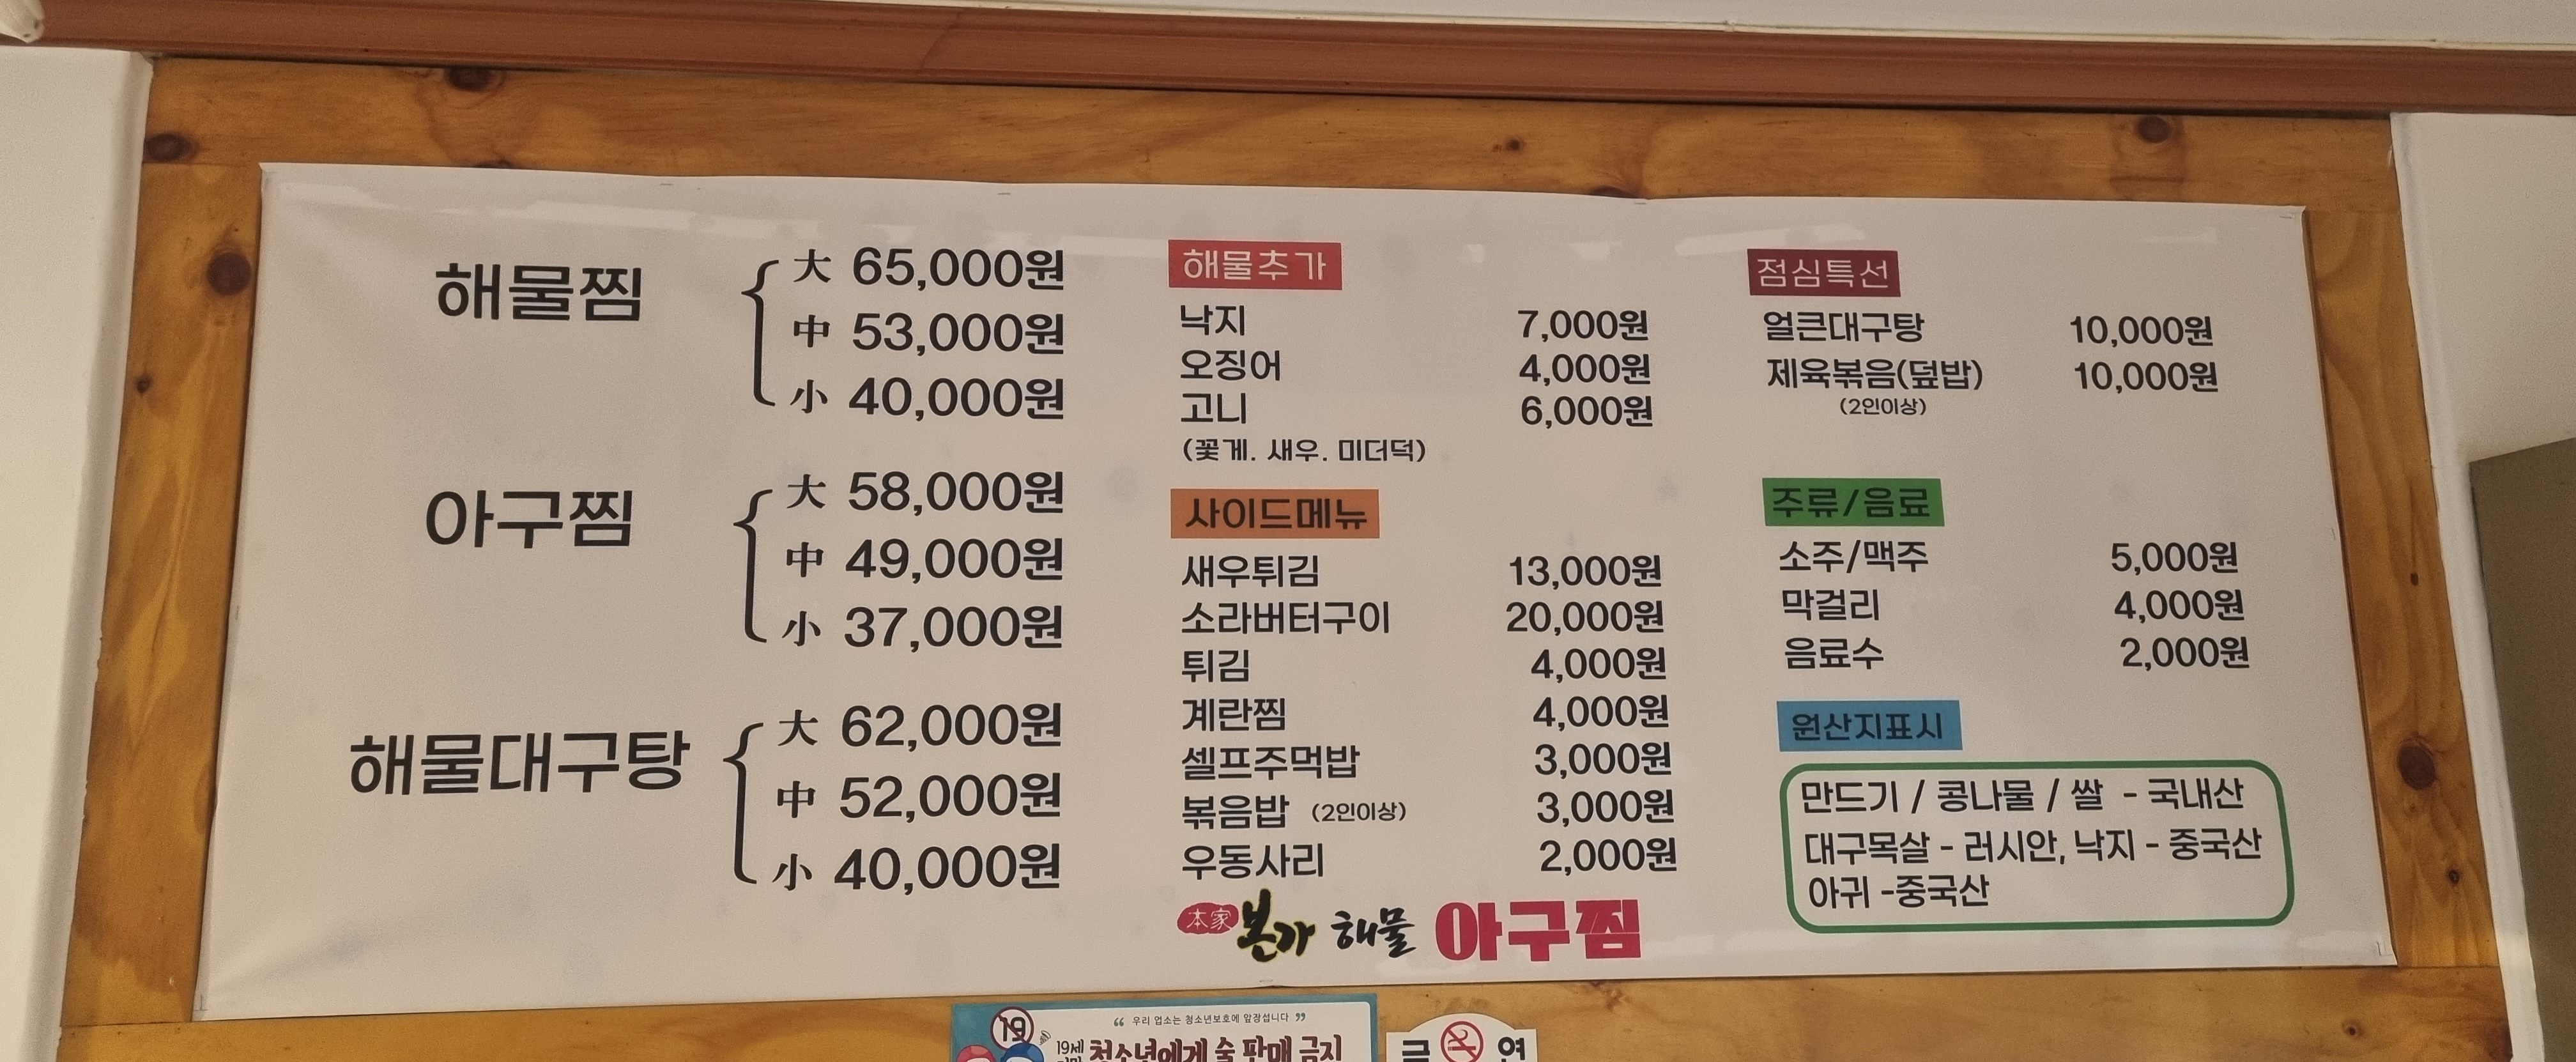 해물찜
大 65,000원
中 53,000원
小 40,000원
아구찜
大 58,000원
中 49,000원
小 37,000원
해물대구탕
大 62,000원
中 52,000원
小 40,000원
해물추가
낙지 7,000원
오징어 4,000원
고니 6,000원
(꽃게. 새우. 미더덕)
사이드메뉴
새우튀김 13,000원
소라버터구이 20,000원
튀김 4,000원
계란찜 4,000원
셀프주먹밥 3,000원
볶음밥 (2인이상) 3,000원
우동사리 2,000원
本家 본가 해물 아구찜
점심특선
얼큰대구탕 10,000원
제육볶음(덮밥) 10,000원
(2인이상)
주류/음료
소주/맥주 5,000원
막걸리 4,000원
음료수 2,000원
원산지표시
만드기 / 콩나물 / 쌀 - 국내산
대구목살 - 러시안, 낙지 - 중국산
아귀 -중국산
“ 우리 업소는 청소년보호에 앞장섭니다 ”
19
19세
청소년에게 술 판매 금지
금 연